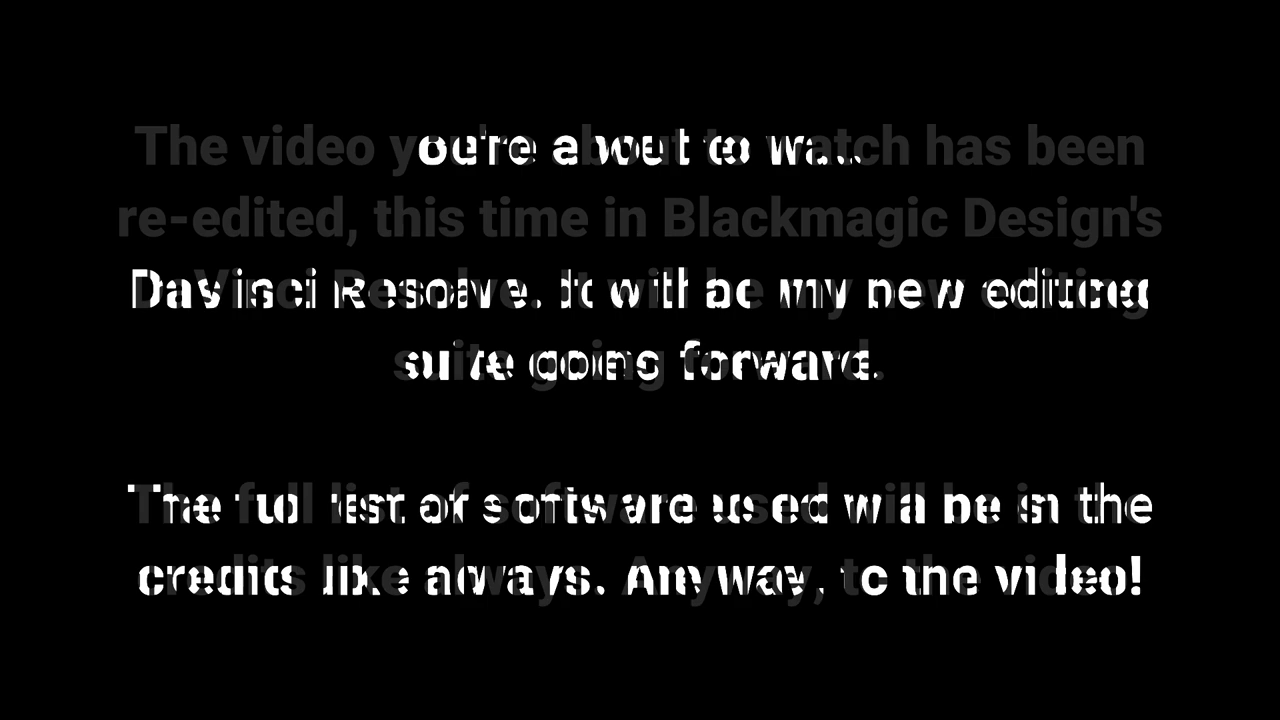 The video you're about to watch has been
re-edited, this time in Blackmagic Design's
DaVinci Resolve. It will be my new editing
suite going forward.
The full list of software used will be in the
credits like always. Anyway, to the video!